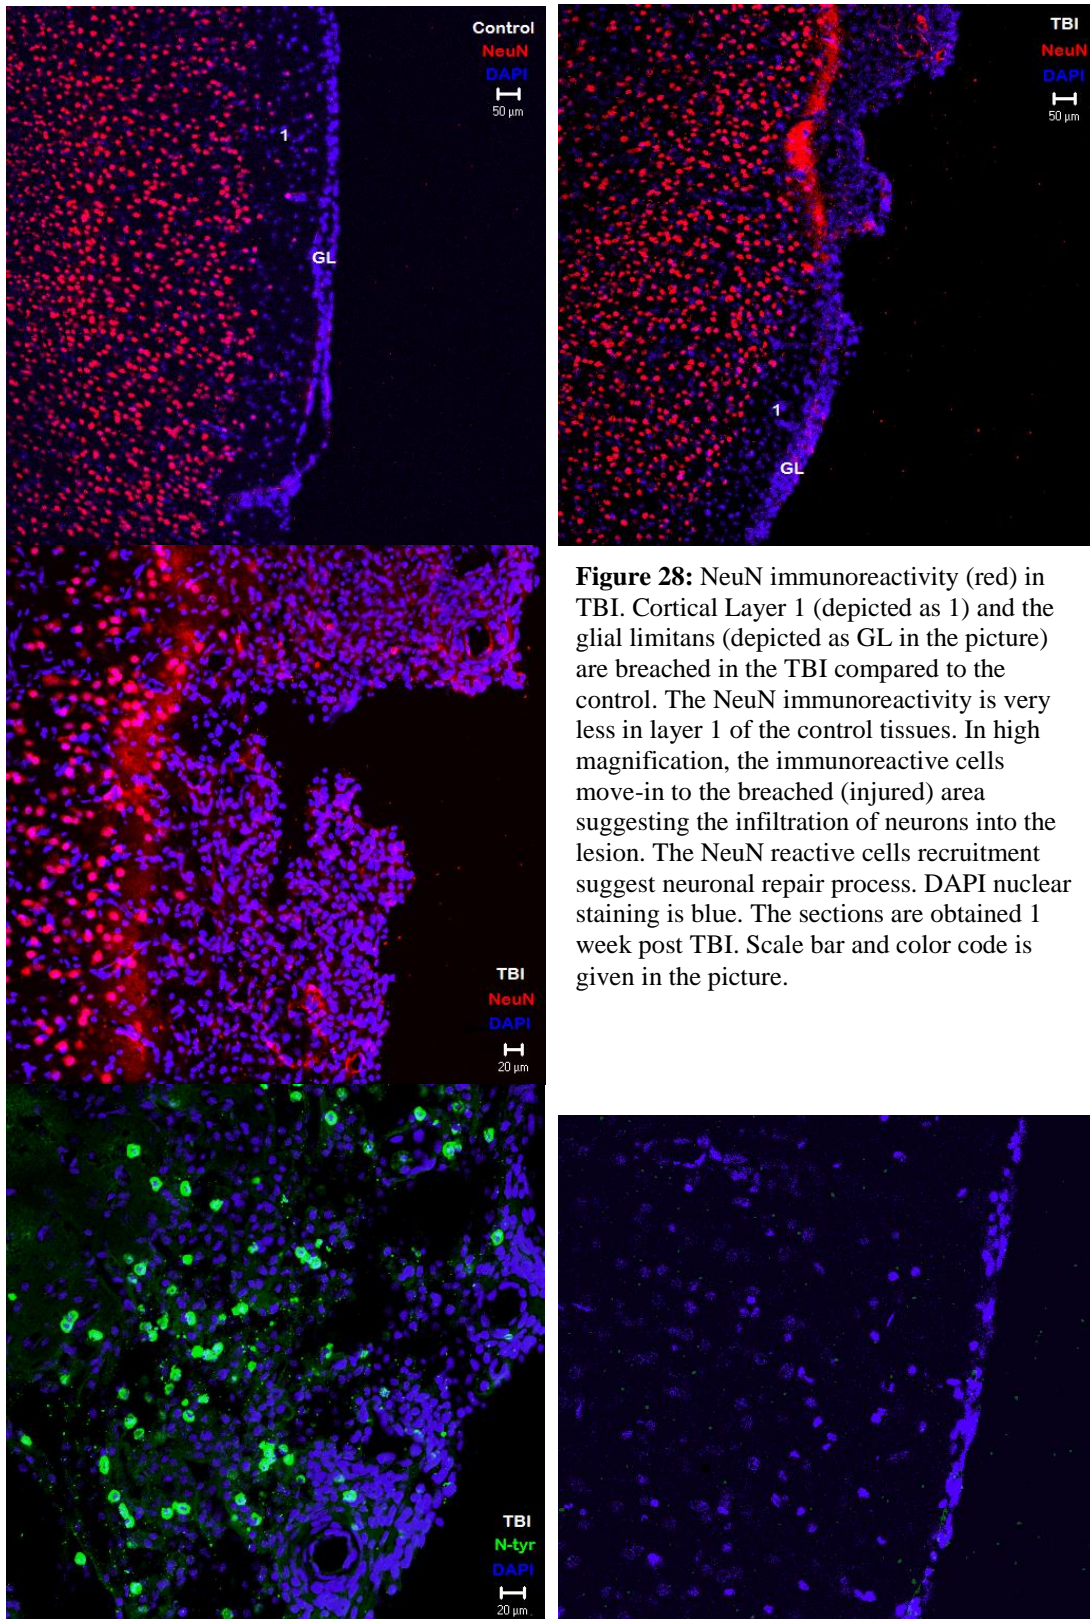 Control
NeuN
DAPI
50 µm
1
GL
TBI
NeuN
DAPI
50 µm
1
GL
TBI
NeuN
DAPI
20 µm
Figure 28: NeuN immunoreactivity (red) in
TBI. Cortical Layer 1 (depicted as 1) and the
glial limitans (depicted as GL in the picture)
are breached in the TBI compared to the
control. The NeuN immunoreactivity is very
less in layer 1 of the control tissues. In high
magnification, the immunoreactive cells
move-in to the breached (injured) area
suggesting the infiltration of neurons into the
lesion. The NeuN reactive cells recruitment
suggest neuronal repair process. DAPI nuclear
staining is blue. The sections are obtained 1
week post TBI. Scale bar and color code is
given in the picture.
TBI
N-tyr
DAPI
20 µm